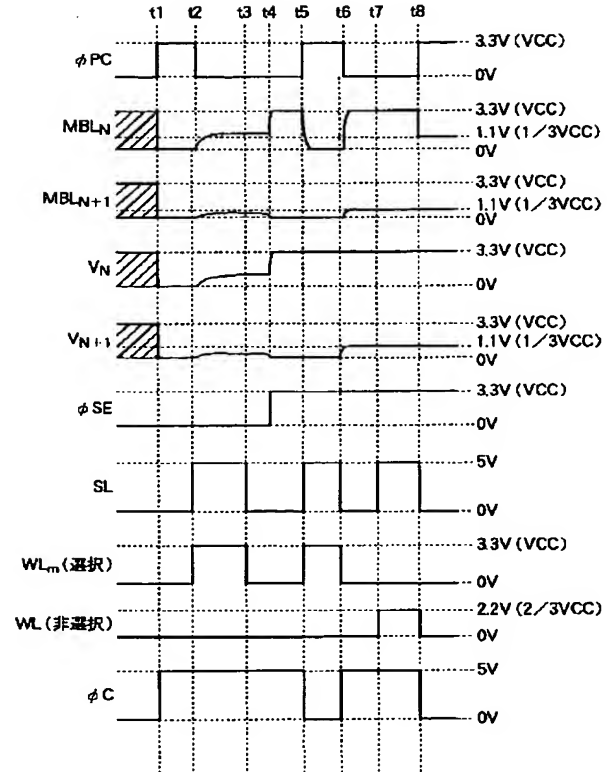 t1 t2 t3 t4 t5 t6 t7 t8
φPC
3.3V (VCC)
0V
MBLN
3.3V (VCC)
1.1V (1/3VCC)
0V
MBLN+1
3.3V (VCC)
1.1V (1/3VCC)
0V
VN
3.3V (VCC)
0V
VN+1
3.3V (VCC)
1.1V (1/3VCC)
0V
φSE
3.3V (VCC)
0V
SL
5V
0V
WLm (選択)
3.3V (VCC)
0V
WL (非選択)
2.2V (2/3VCC)
0V
φC
5V
0V